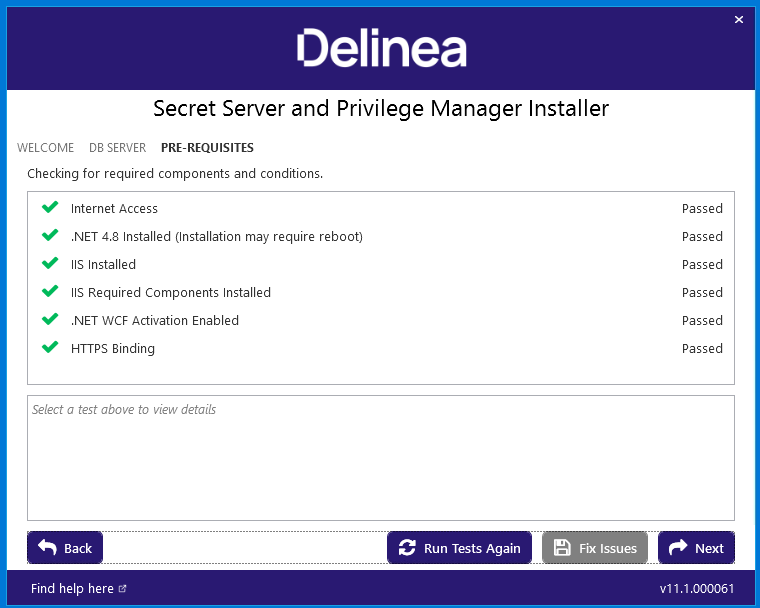 ×
Delinea
Secret Server and Privilege Manager Installer
WELCOME DB SERVER PRE-REQUISITES
Checking for required components and conditions.
Internet Access Passed
.NET 4.8 Installed (Installation may require reboot) Passed
IIS Installed Passed
IIS Required Components Installed Passed
.NET WCF Activation Enabled Passed
HTTPS Binding Passed
Select a test above to view details
Back Run Tests Again Fix Issues Next
Find help here v11.1.000061